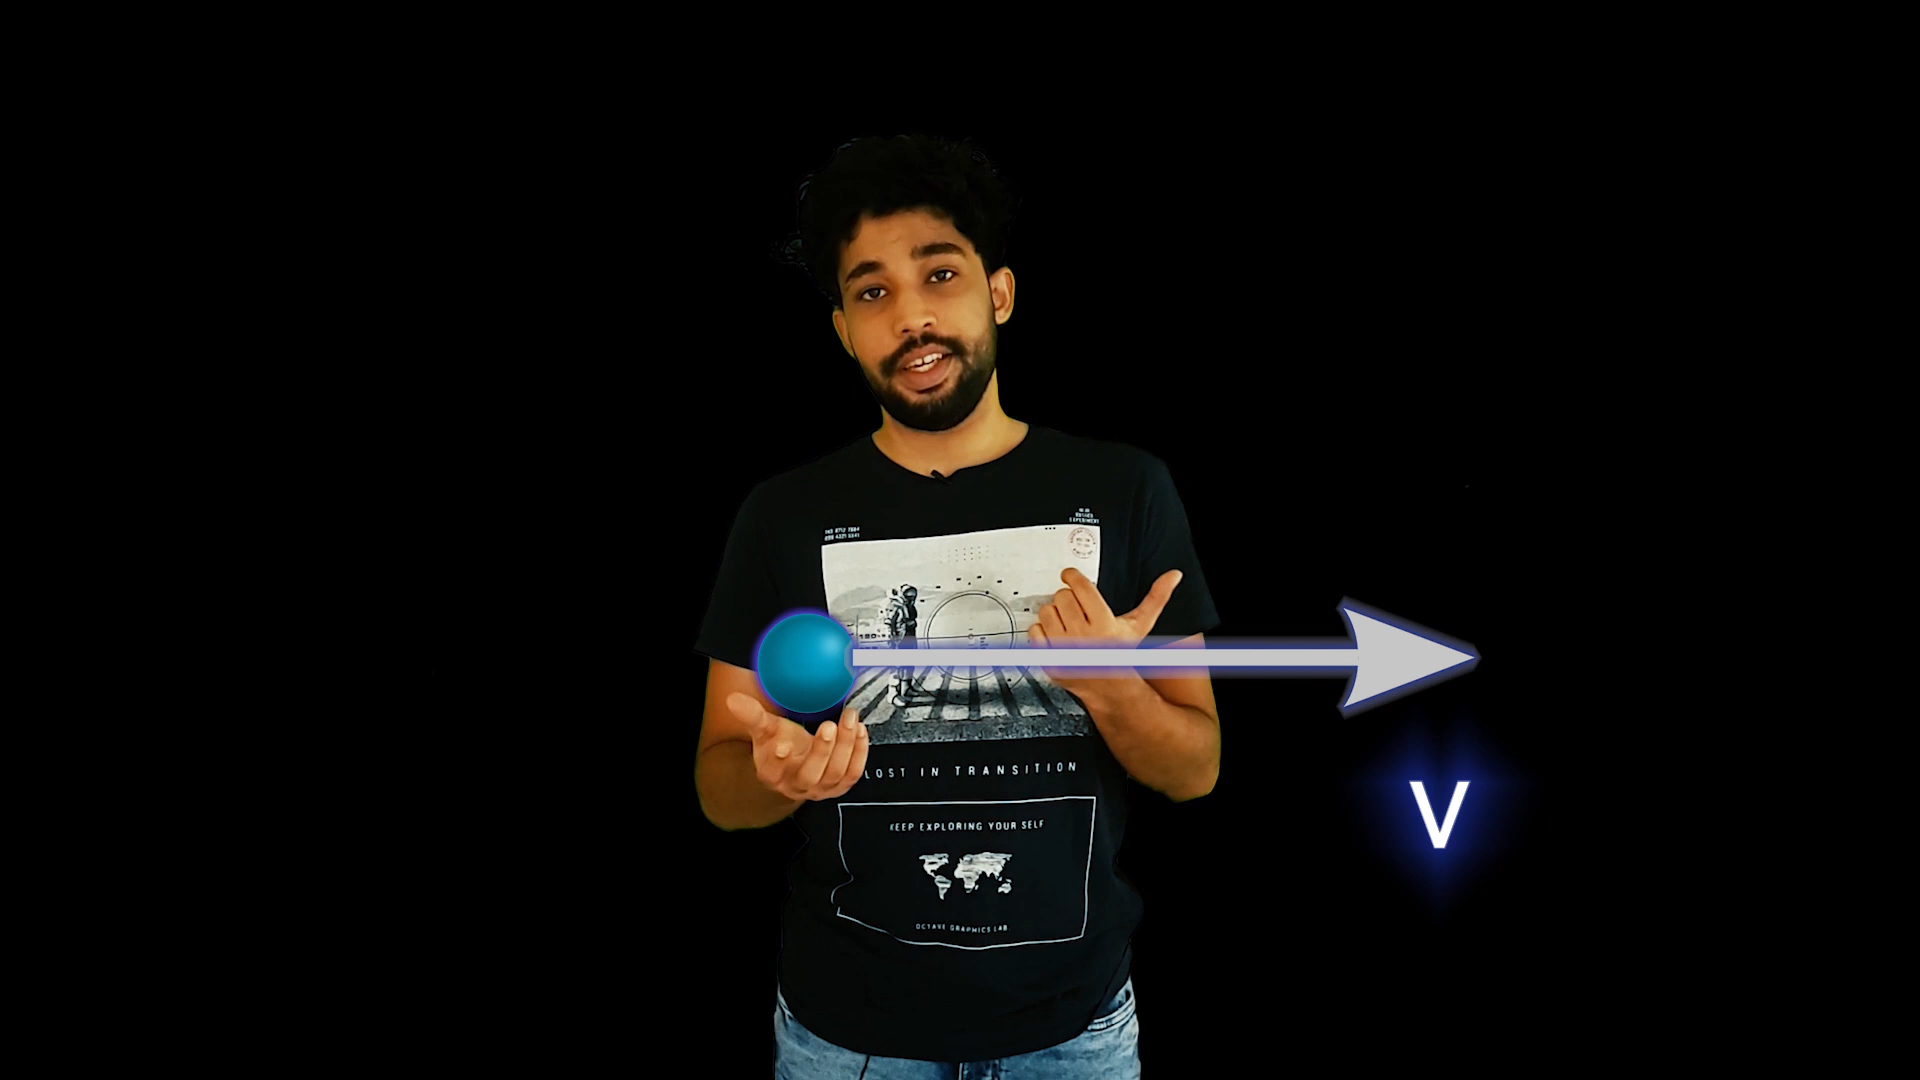 LOST IN TRANSITION
KEEP EXPLORING YOUR SELF
OCTAVE GRAPHICS LAB.
V